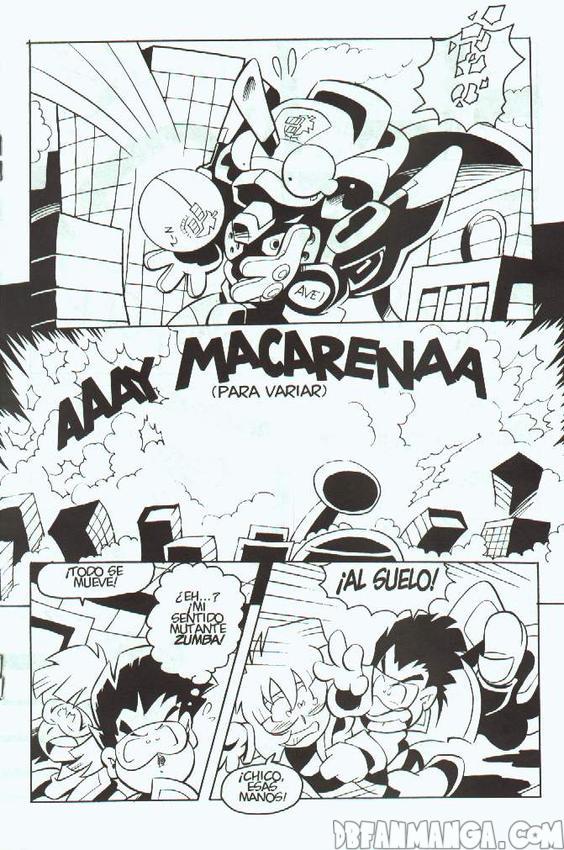 AVE!
AAAY MACARENAA
(PARA VARIAR)
¡TODO SE
MUEVE!
¿EH...?
¡MI
SENTIDO
MUTANTE
ZUMBA!
¡AL SUELO!
¡CHICO,
ESAS
MANOS!
DBFANMANGA.COM